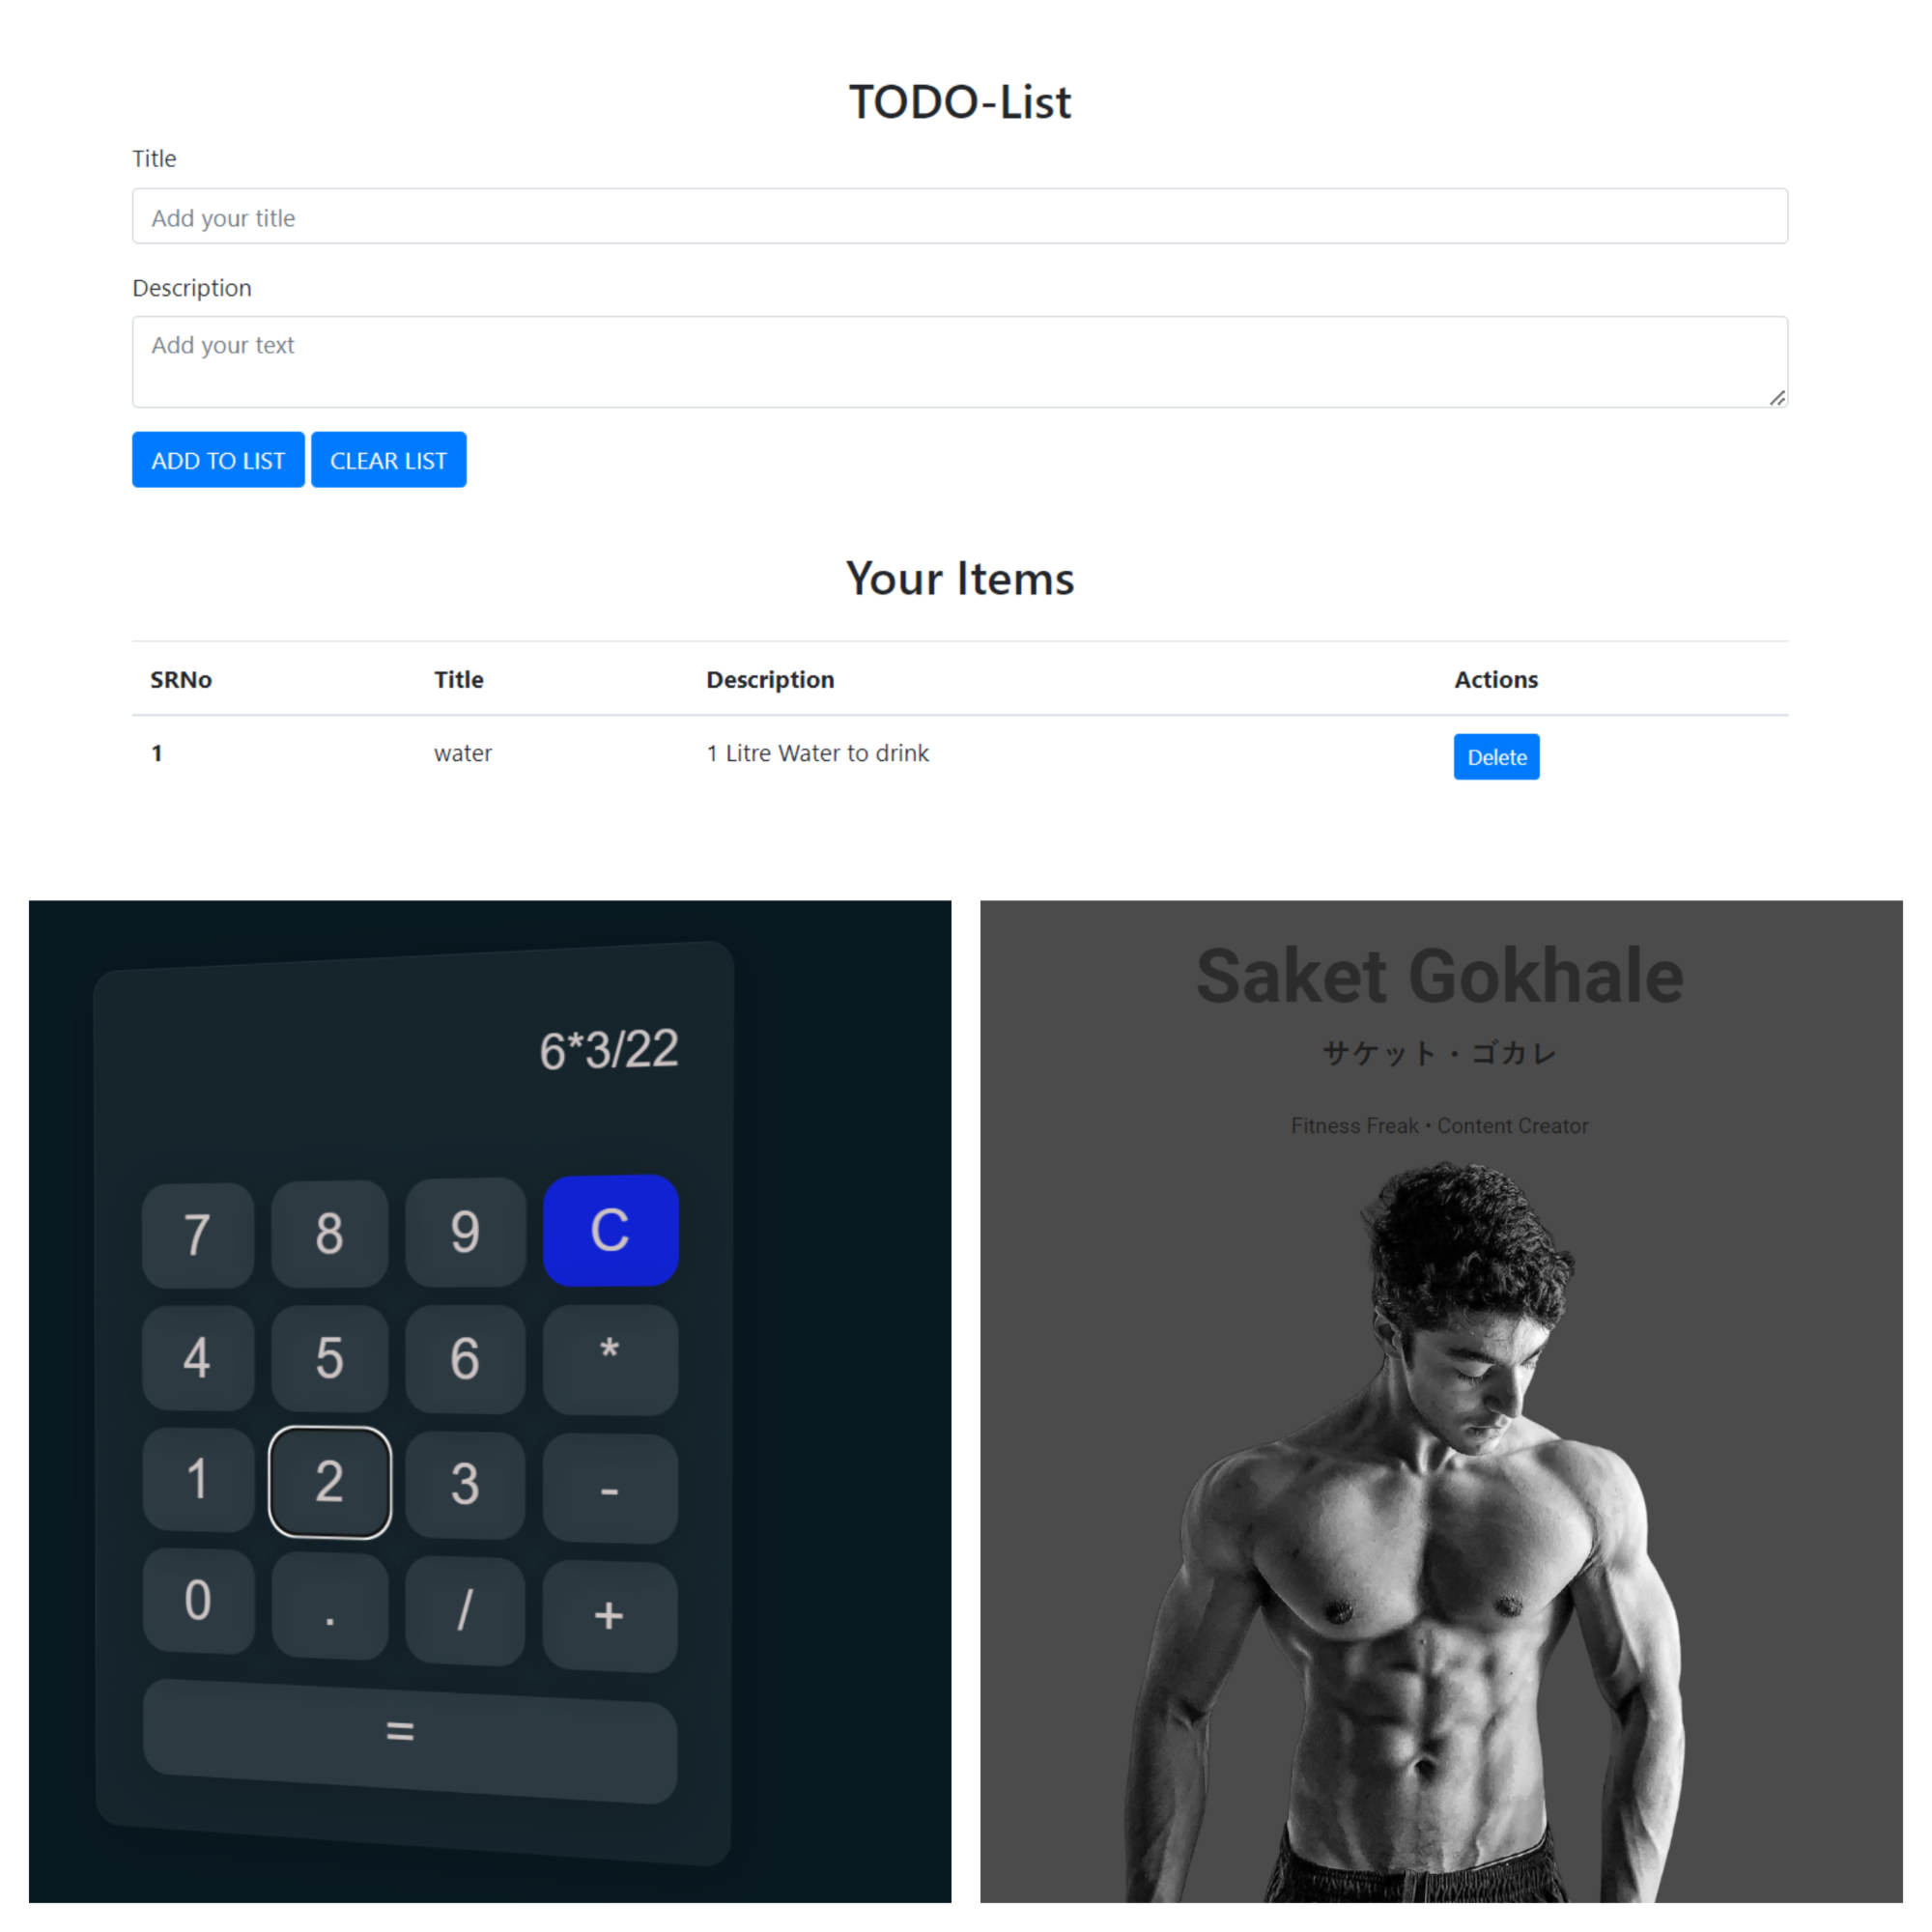 TODO-List
Title
Add your title
Description
Add your text
ADD TO LIST CLEAR LIST
Your Items
SRNo Title Description Actions
1 water 1 Litre Water to drink Delete
6*3/22
7 8 9 C
4 5 6 *
1 2 3 -
0 . / +
=
Saket Gokhale
サケット・ゴカレ
Fitness Freak • Content Creator